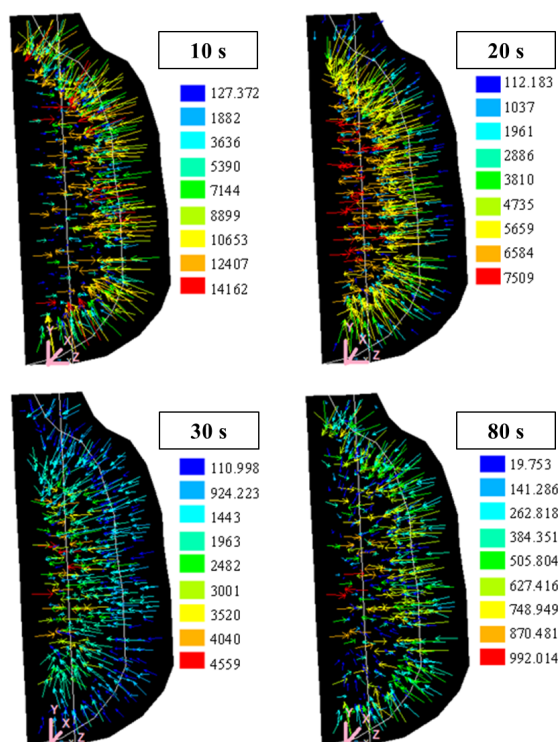 10 s
127.372
1882
3636
5390
7144
8899
10653
12407
14162
Y
X
Z
20 s
112.183
1037
1961
2886
3810
4735
5659
6584
7509
X
Z
30 s
110.998
924.223
1443
1963
2482
3001
3520
4040
4559
Y
X
Z
80 s
19.753
141.286
262.818
384.351
505.804
627.416
748.949
870.481
992.014
Y
X
Z